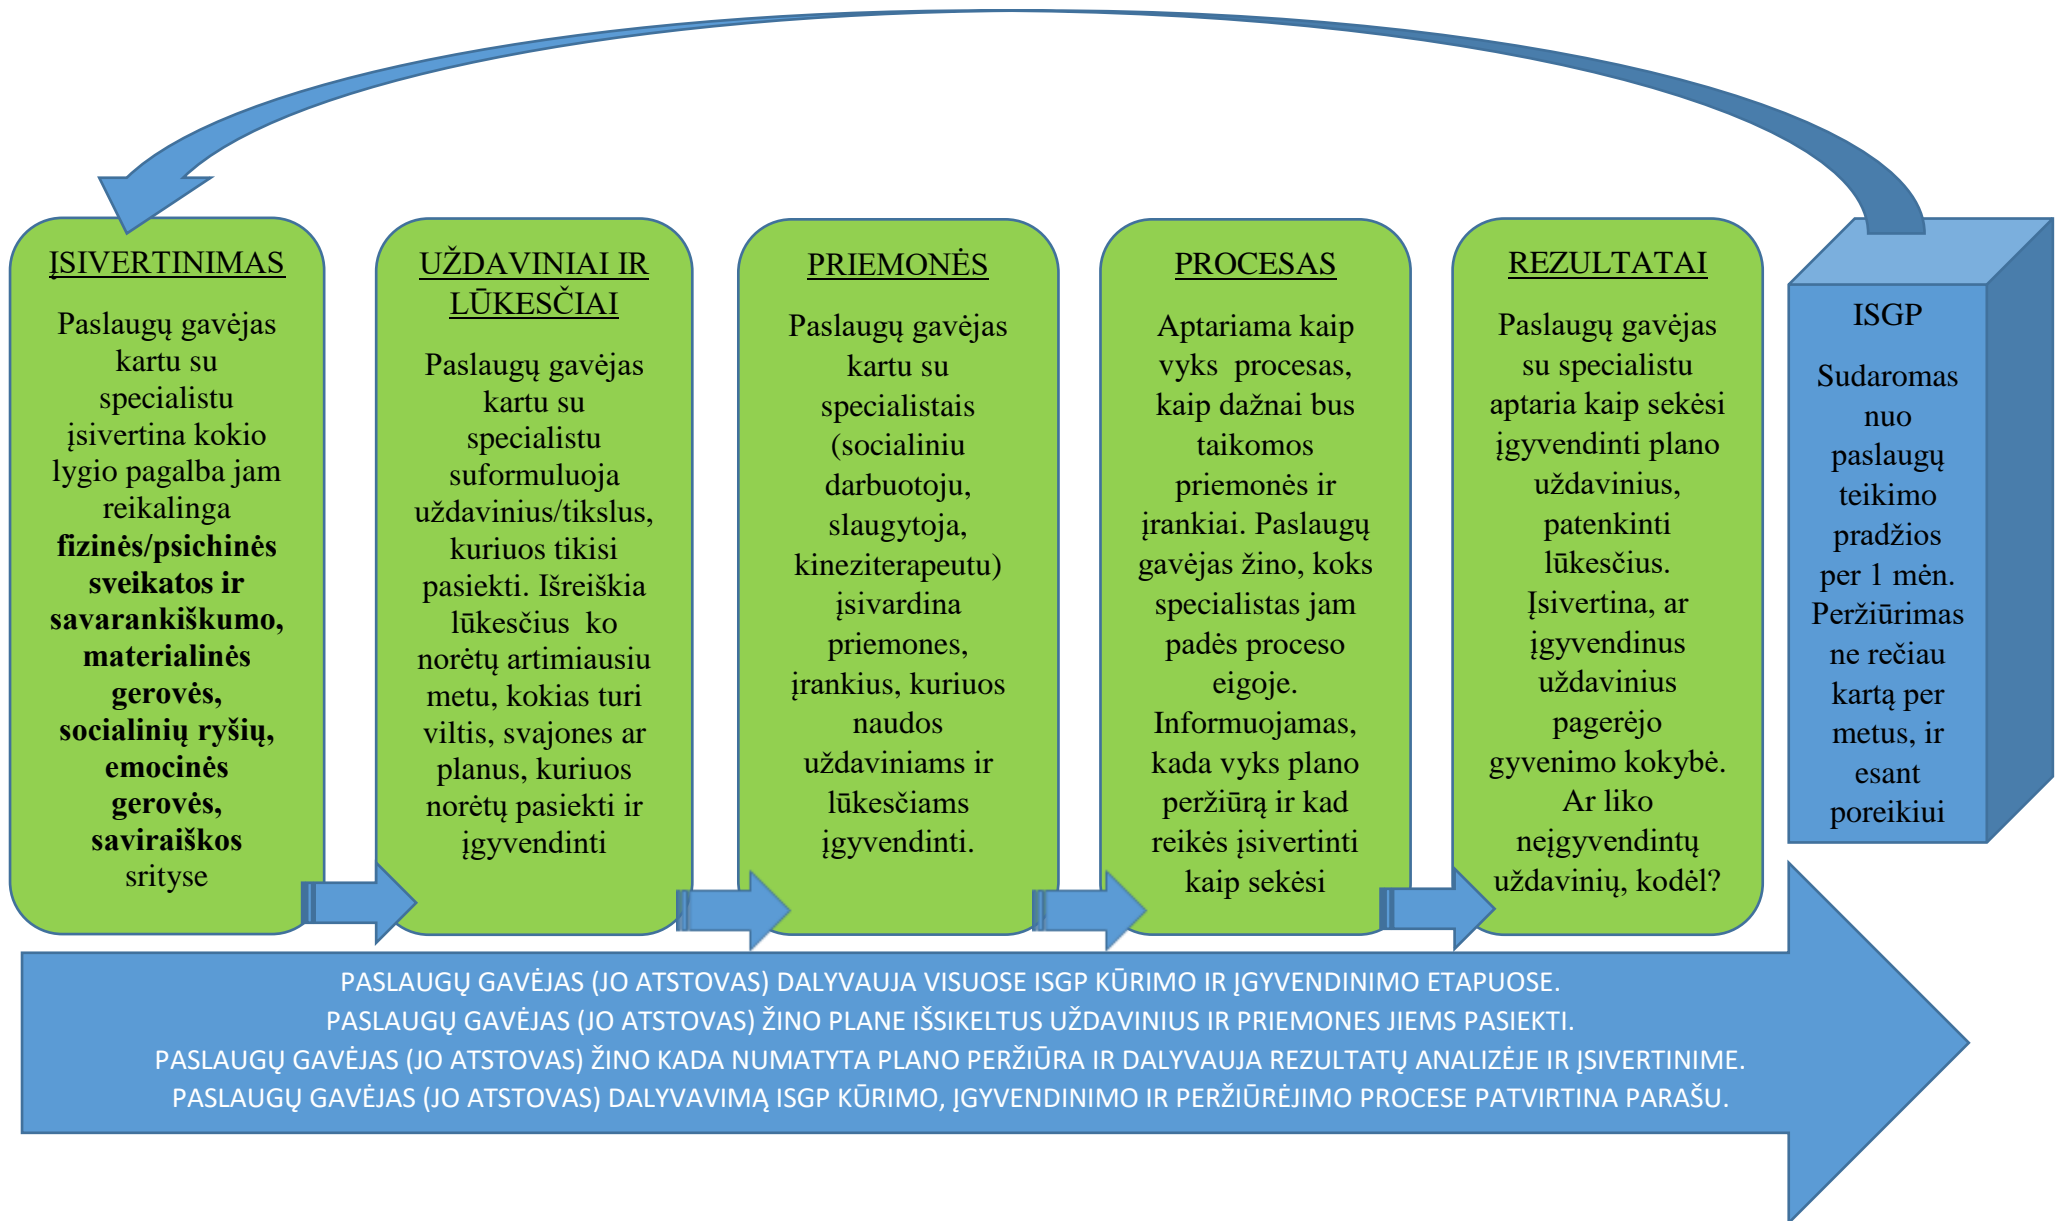 ĮSIVERTINIMAS
Paslaugų gavėjas
kartu su
specialistu
įsivertina kokio
lygio pagalba jam
reikalinga
fizinės/psichinės
sveikatos ir
savarankiškumo,
materialinės
gerovės,
socialinių ryšių,
emocinės
gerovės,
saviraiškos
srityse
UŽDAVINIAI IR
LŪKESČIAI
Paslaugų gavėjas
kartu su
specialistu
suformuluoja
uždavinius/tikslus,
kuriuos tikisi
pasiekti. Išreiškia
lūkesčius ko
norėtų artimiausiu
metu, kokias turi
viltis, svajones ar
planus, kuriuos
norėtų pasiekti ir
įgyvendinti
PRIEMONĖS
Paslaugų gavėjas
kartu su
specialistais
(socialiniu
darbuotoju,
slaugytoja,
kineziterapeutu)
įsivardina
priemones,
įrankius, kuriuos
naudos
uždaviniams ir
lūkesčiams
įgyvendinti.
PROCESAS
Aptariama kaip
vyks procesas,
kaip dažnai bus
taikomos
priemonės ir
įrankiai. Paslaugų
gavėjas žino, koks
specialistas jam
padės proceso
eigoje.
Informuojamas,
kada vyks plano
peržiūrą ir kad
reikės įsivertinti
kaip sekėsi
REZULTATAI
Paslaugų gavėjas
su specialistu
aptaria kaip sekėsi
įgyvendinti plano
uždavinius,
patenkinti
lūkesčius.
Įsivertina, ar
įgyvendinus
uždavinius
pagerėjo
gyvenimo kokybė.
Ar liko
neįgyvendintų
uždavinių, kodėl?
ISGP
Sudaromas
nuo
paslaugų
teikimo
pradžios
per 1 mėn.
Peržiūrimas
ne rečiau
kartą per
metus, ir
esant
poreikiui
PASLAUGŲ GAVĖJAS (JO ATSTOVAS) DALYVAUJA VISUOSE ISGP KŪRIMO IR ĮGYVENDINIMO ETAPUOSE.
PASLAUGŲ GAVĖJAS (JO ATSTOVAS) ŽINO PLANE IŠSIKELTUS UŽDAVINIUS IR PRIEMONES JIEMS PASIEKTI.
PASLAUGŲ GAVĖJAS (JO ATSTOVAS) ŽINO KADA NUMATYTA PLANO PERŽIŪRA IR DALYVAUJA REZULTATŲ ANALIZĖJE IR ĮSIVERTINIME.
PASLAUGŲ GAVĖJAS (JO ATSTOVAS) DALYVAVIMĄ ISGP KŪRIMO, ĮGYVENDINIMO IR PERŽIŪRĖJIMO PROCESE PATVIRTINA PARAŠU.